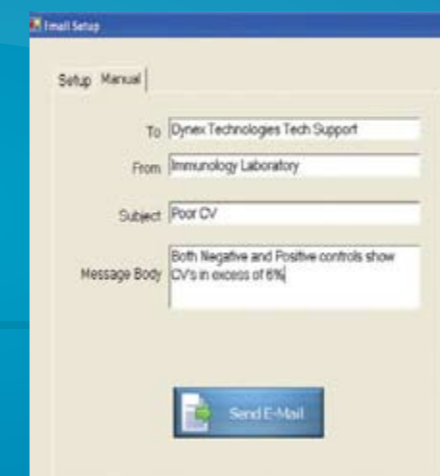 Email Setup
Setup Manual
To Dynex Technologies Tech Support
From Immunology Laboratory
Subject Poor CV
Message Body Both Negative and Positive controls show
CV's in excess of 6%
Send E-Mail